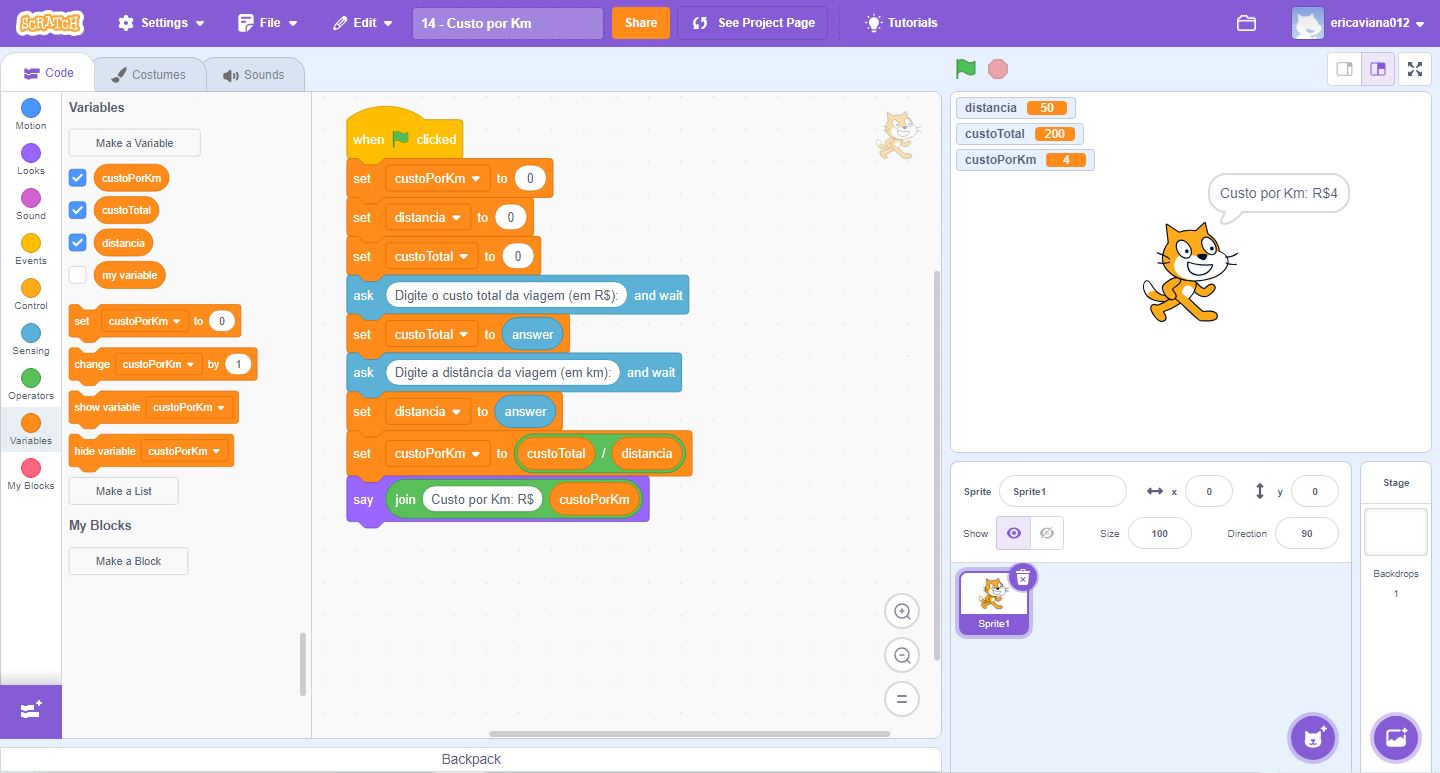 SCRATCH Settings File Edit 14 - Custo por Km Share See Project Page Tutorials ericaviana012
Code Costumes Sounds
Motion
Looks
Sound
Events
Control
Sensing
Operators
Variables
My Blocks
Variables
Make a Variable
custoPorKm
custoTotal
distancia
my variable
set custoPorKm to 0
change custoPorKm by 1
show variable custoPorKm
hide variable custoPorKm
Make a List
My Blocks
Make a Block
when clicked
set custoPorKm to 0
set distancia to 0
set custoTotal to 0
ask Digite o custo total da viagem (em R$): and wait
set custoTotal to answer
ask Digite a distância da viagem (em km): and wait
set distancia to answer
set custoPorKm to custoTotal / distancia
say join Custo por Km: R$ custoPorKm
distancia 50
custoTotal 200
custoPorKm 4
Custo por Km: R$4
Sprite Sprite1 x 0 y 0
Show Size 100 Direction 90
Sprite1
Stage
Backdrops
1
Backpack